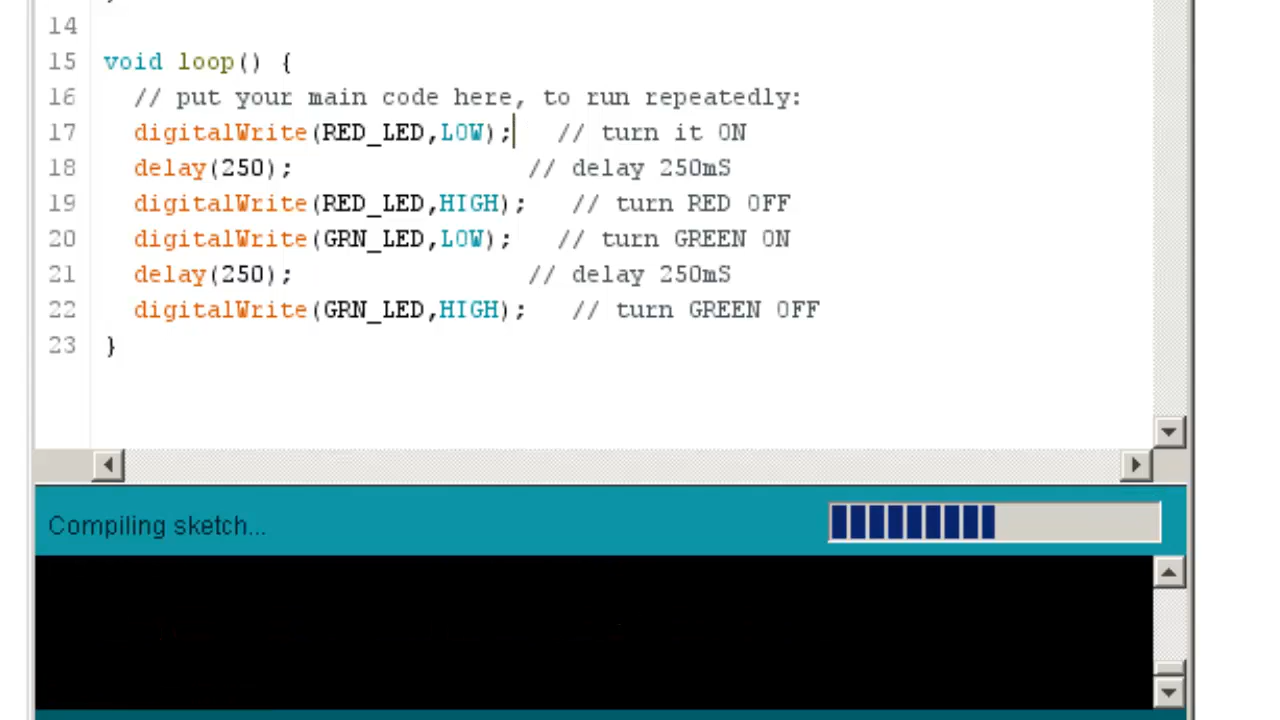 14
15 void loop() {
16 // put your main code here, to run repeatedly:
17 digitalWrite(RED_LED,LOW); // turn it ON
18 delay(250); // delay 250mS
19 digitalWrite(RED_LED,HIGH); // turn RED OFF
20 digitalWrite(GRN_LED,LOW); // turn GREEN ON
21 delay(250); // delay 250mS
22 digitalWrite(GRN_LED,HIGH); // turn GREEN OFF
23 }
Compiling sketch...